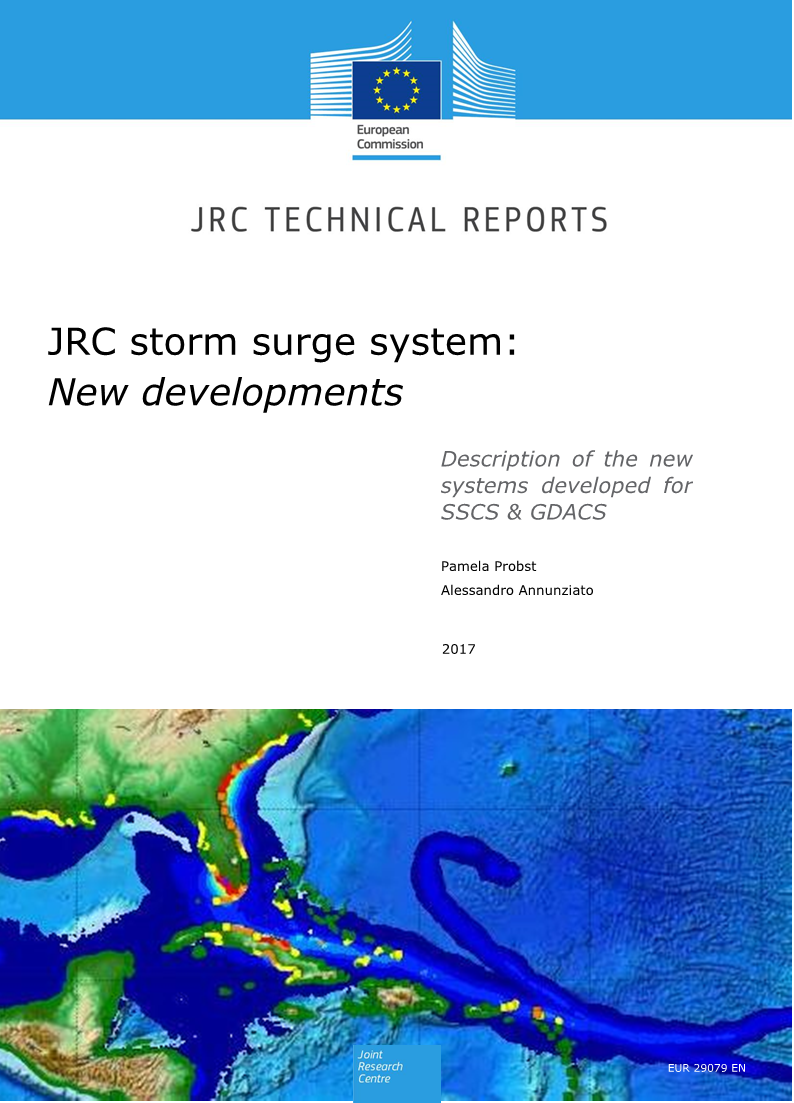 European
Commission
JRC TECHNICAL REPORTS
JRC storm surge system:
New developments
Description of the new
systems developed for
SSCS & GDACS
Pamela Probst
Alessandro Annunziato
2017
Joint
Research
Centre
EUR 29079 EN